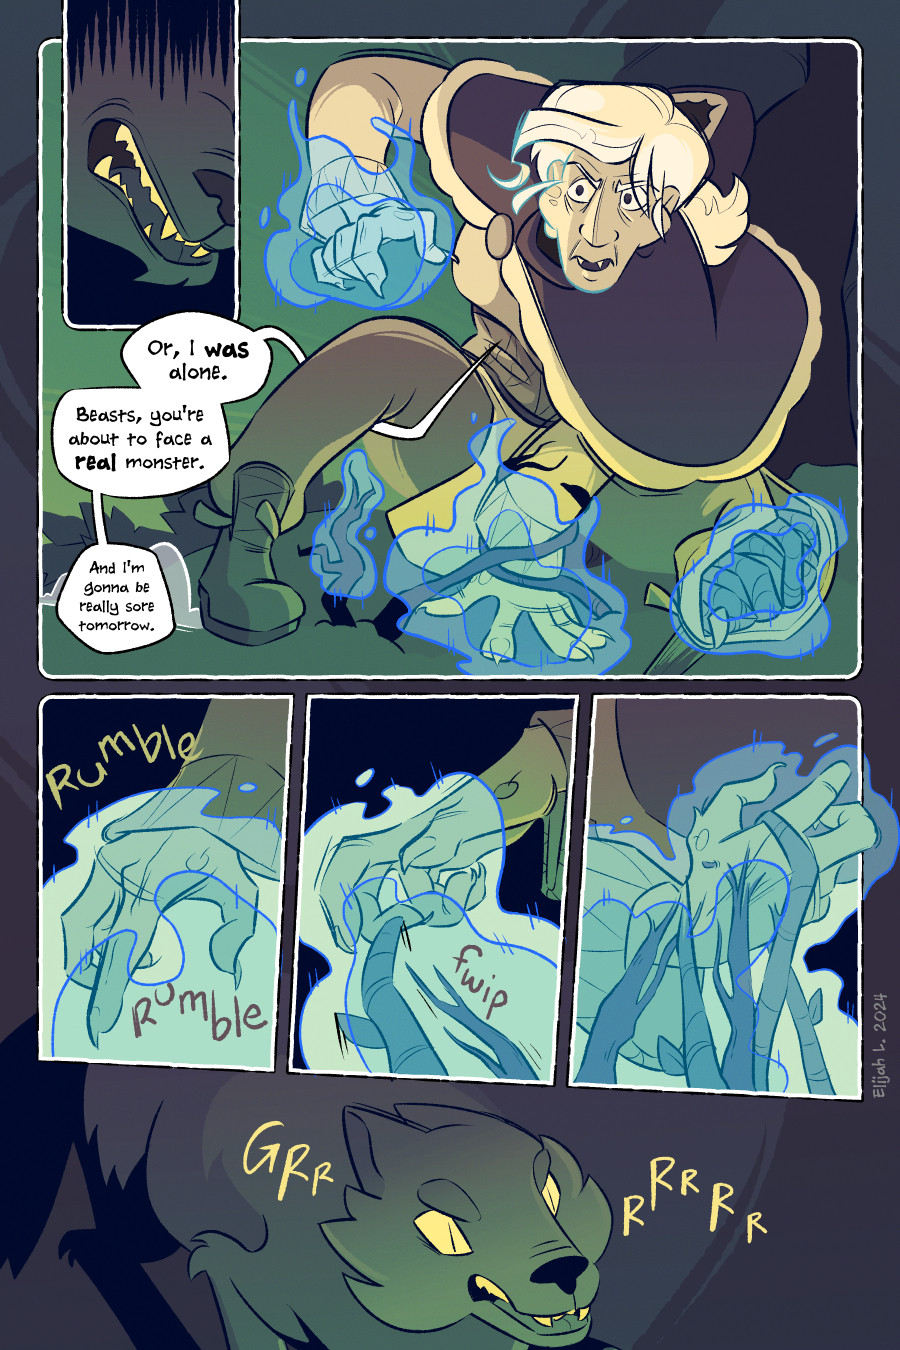 Or, I was
alone.
Beasts, you're
about to face a
real monster.
And I'm
gonna be
really sore
tomorrow.
Rumble
Rumble
fwip
Elijah L. 2024
GRR
RRRRR